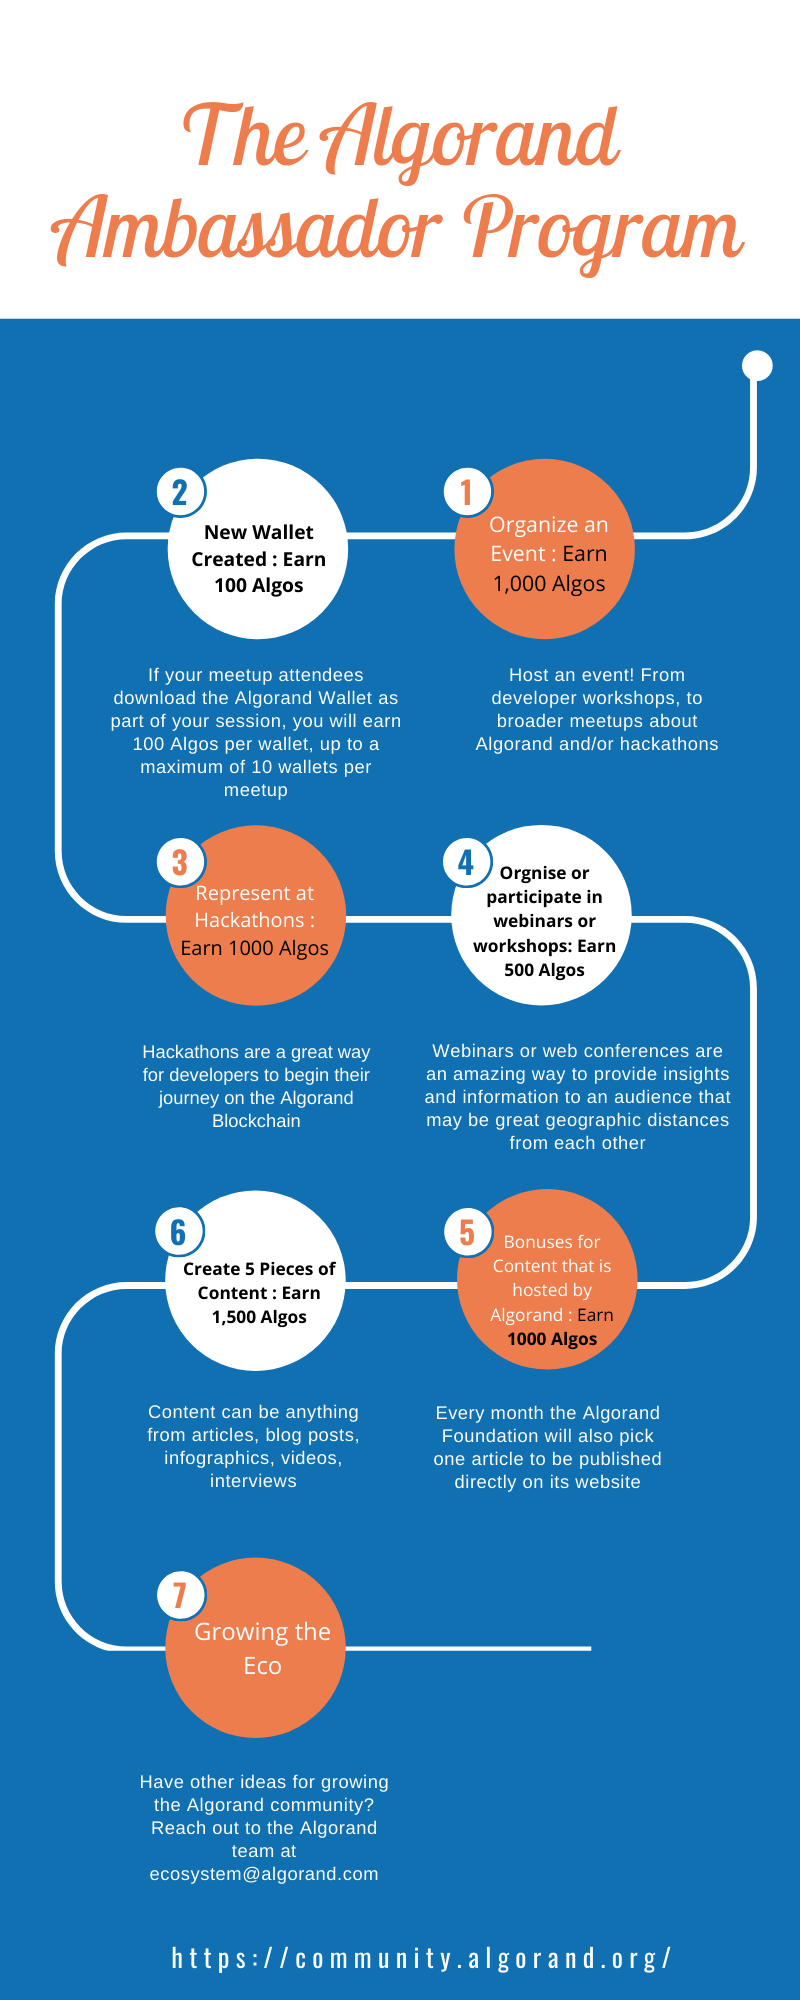 The Algorand
Ambassador Program
1
Organize an
Event : Earn
1,000 Algos
Host an event! From
developer workshops, to
broader meetups about
Algorand and/or hackathons
2
New Wallet
Created : Earn
100 Algos
If your meetup attendees
download the Algorand Wallet as
part of your session, you will earn
100 Algos per wallet, up to a
maximum of 10 wallets per
meetup
3
Represent at
Hackathons :
Earn 1000 Algos
Hackathons are a great way
for developers to begin their
journey on the Algorand
Blockchain
4
Orgnise or
participate in
webinars or
workshops: Earn
500 Algos
Webinars or web conferences are
an amazing way to provide insights
and information to an audience that
may be great geographic distances
from each other
5
Bonuses for
Content that is
hosted by
Algorand : Earn
1000 Algos
Every month the Algorand
Foundation will also pick
one article to be published
directly on its website
6
Create 5 Pieces of
Content : Earn
1,500 Algos
Content can be anything
from articles, blog posts,
infographics, videos,
interviews
7
Growing the
Eco
Have other ideas for growing
the Algorand community?
Reach out to the Algorand
team at
ecosystem@algorand.com
https://community.algorand.org/